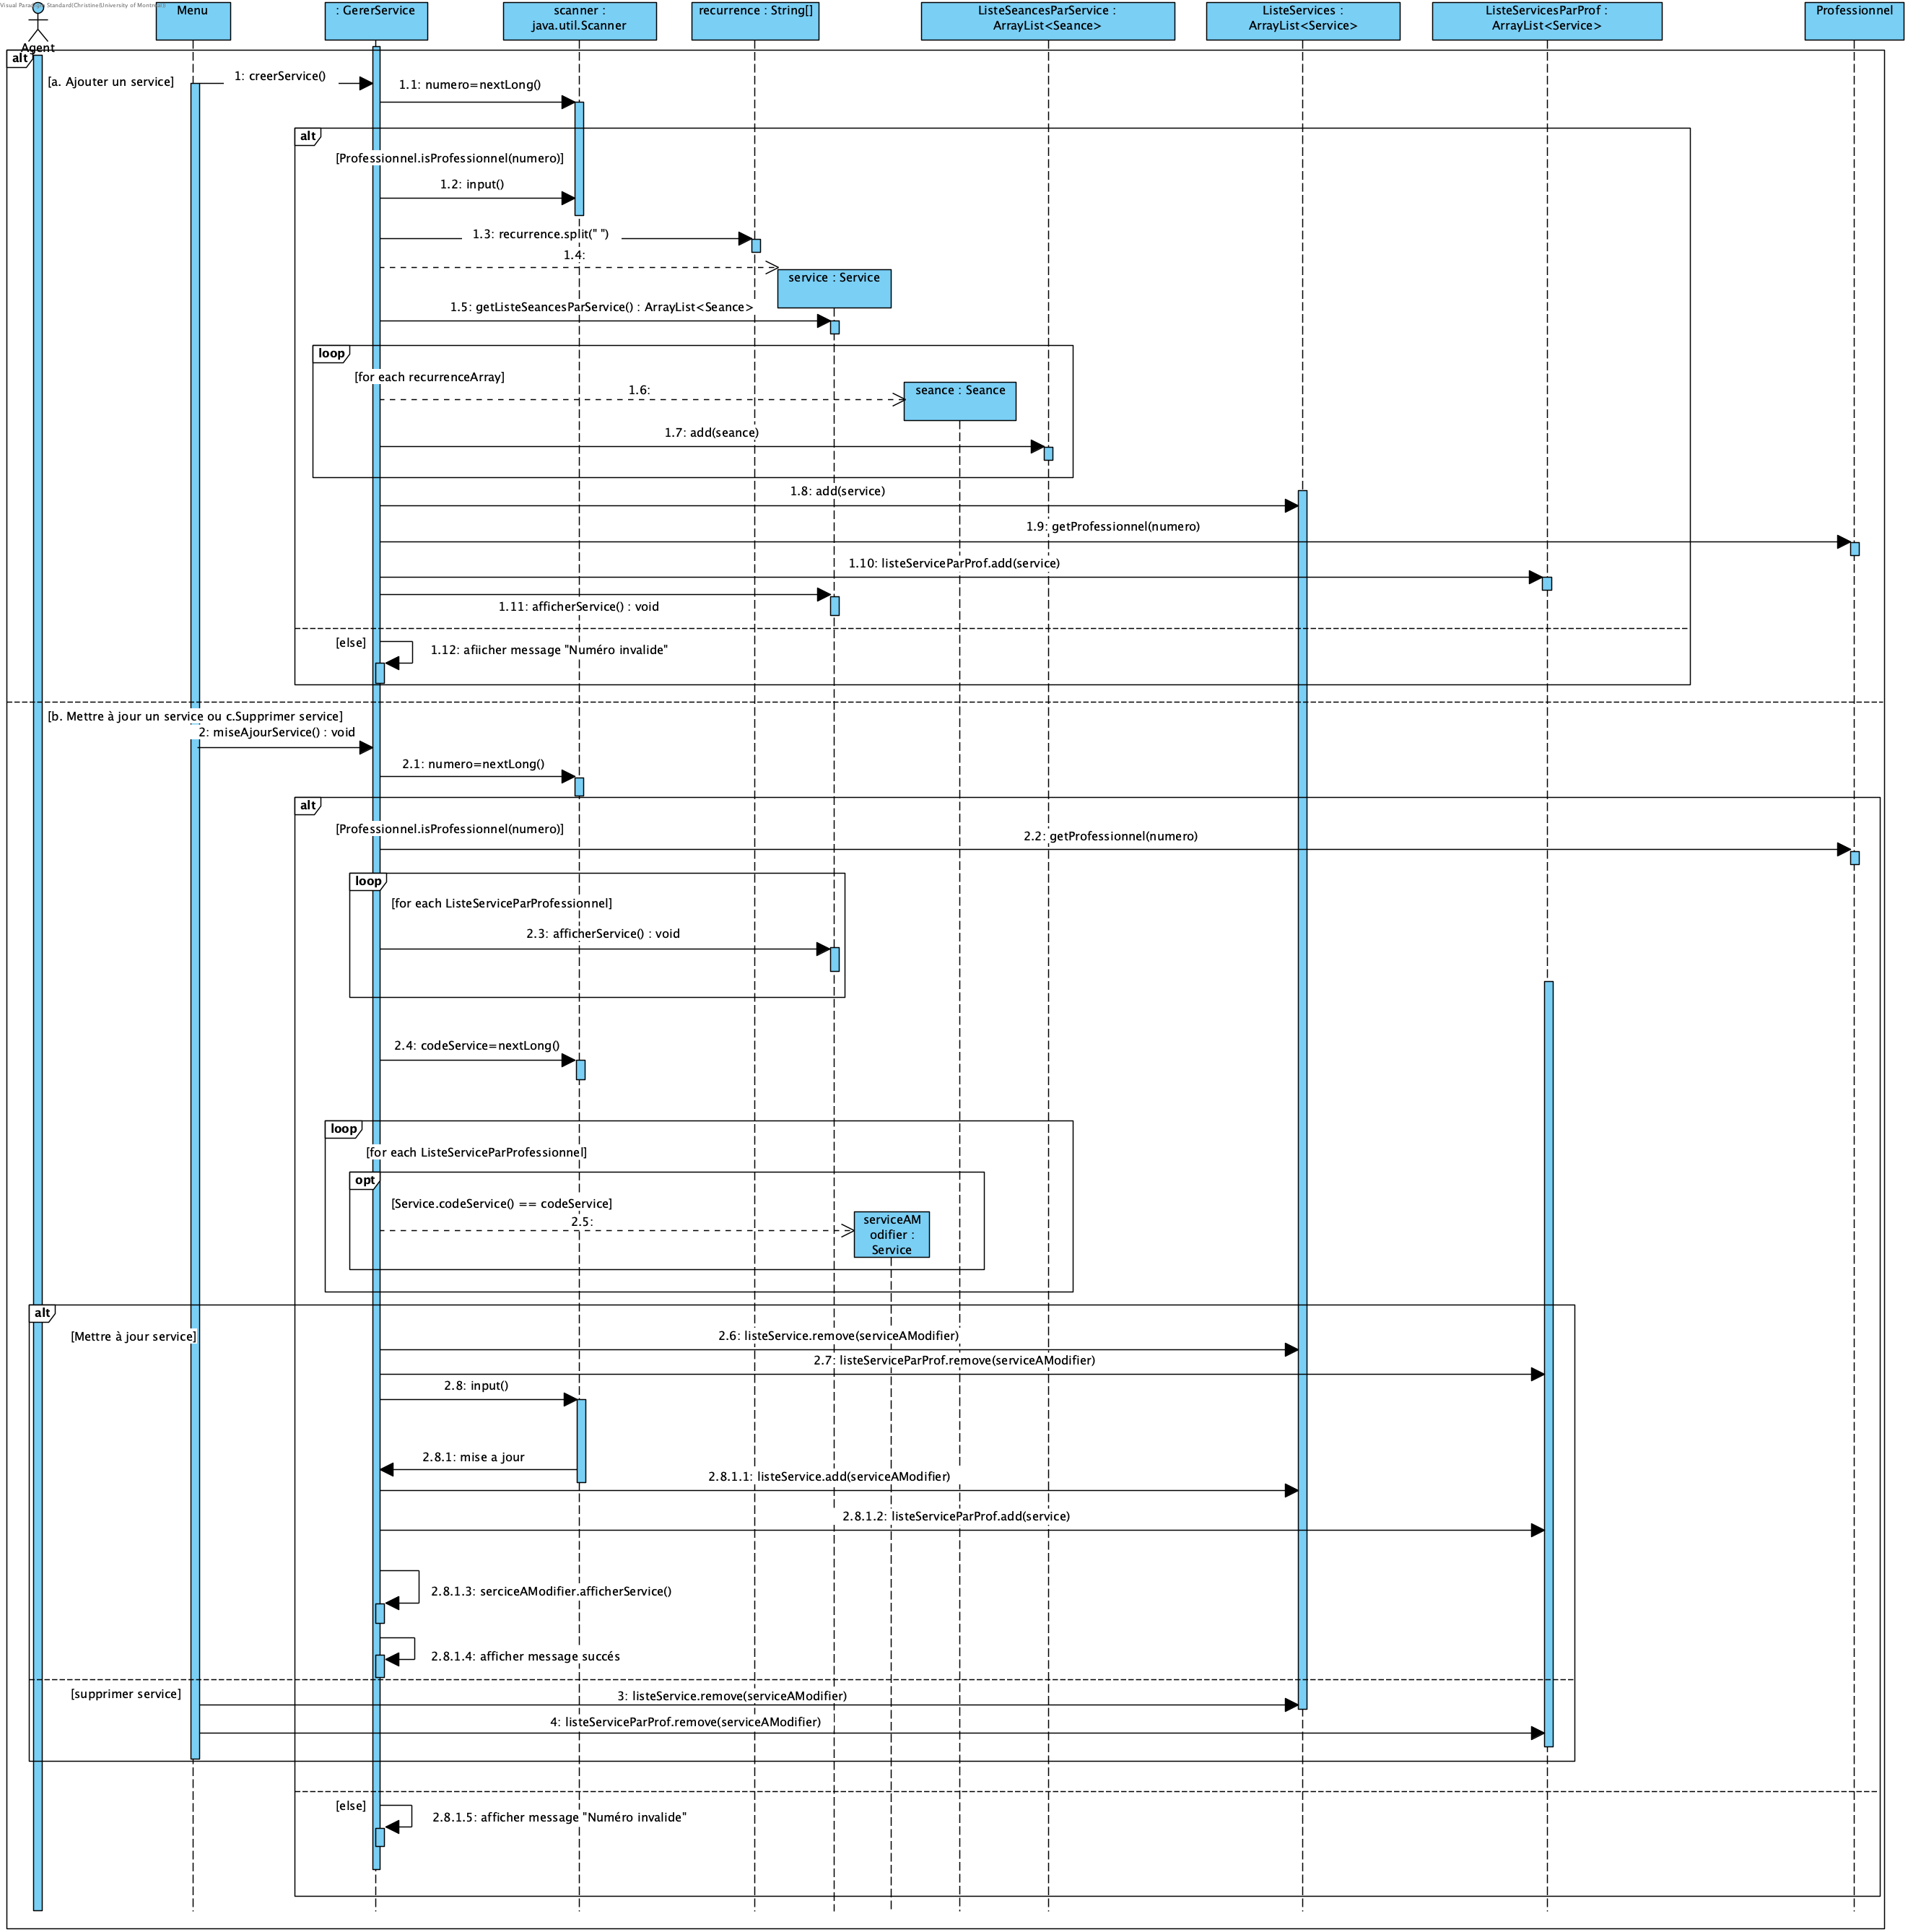 Visual Paradigm Standard(Christine(University of Montreal))
Agent
Menu
: GererService
scanner :
java.util.Scanner
recurrence : String[]
ListeSeancesParService :
ArrayList<Seance>
ListeServices :
ArrayList<Service>
ListeServicesParProf :
ArrayList<Service>
Professionnel
alt
[a. Ajouter un service]
1: creerService()
1.1: numero=nextLong()
alt
[Professionnel.isProfessionnel(numero)]
1.2: input()
1.3: recurrence.split(" ")
1.4:
service : Service
1.5: getListeSeancesParService() : ArrayList<Seance>
loop
[for each recurrenceArray]
1.6:
seance : Seance
1.7: add(seance)
1.8: add(service)
1.9: getProfessionnel(numero)
1.10: listeServiceParProf.add(service)
1.11: afficherService() : void
[else]
1.12: afiicher message "Numéro invalide"
[b. Mettre à jour un service ou c.Supprimer service]
2: miseAjourService() : void
2.1: numero=nextLong()
alt
[Professionnel.isProfessionnel(numero)]
2.2: getProfessionnel(numero)
loop
[for each ListeServiceParProfessionnel]
2.3: afficherService() : void
2.4: codeService=nextLong()
loop
[for each ListeServiceParProfessionnel]
opt
[Service.codeService() == codeService]
2.5:
serviceAM
odifier :
Service
alt
[Mettre à jour service]
2.6: listeService.remove(serviceAModifier)
2.7: listeServiceParProf.remove(serviceAModifier)
2.8: input()
2.8.1: mise a jour
2.8.1.1: listeService.add(serviceAModifier)
2.8.1.2: listeServiceParProf.add(service)
2.8.1.3: serciceAModifier.afficherService()
2.8.1.4: afficher message succés
[supprimer service]
3: listeService.remove(serviceAModifier)
4: listeServiceParProf.remove(serviceAModifier)
[else]
2.8.1.5: afficher message "Numéro invalide"